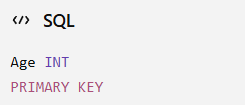 </> SQL
Age INT
PRIMARY KEY